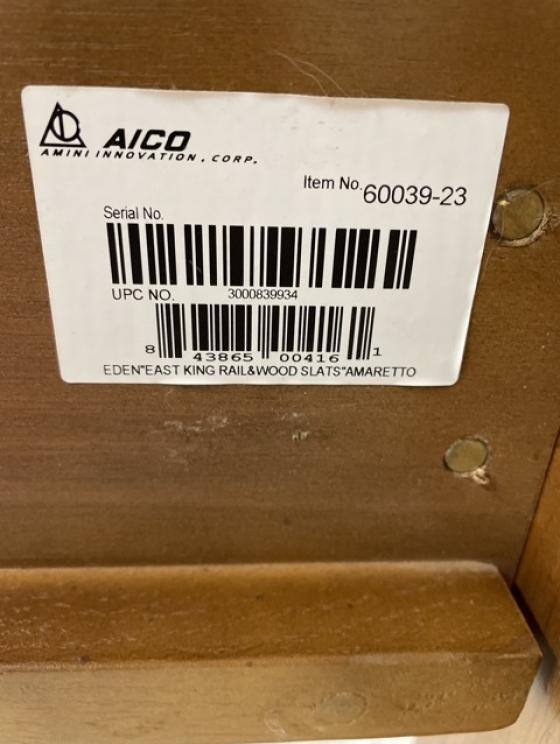 AICO
AMINI INNOVATION, CORP.
Item No. 60039-23
Serial No.
3000839934
UPC NO.
8 43865 00416 1
EDEN"EAST KING RAIL&WOOD SLATS"AMARETTO